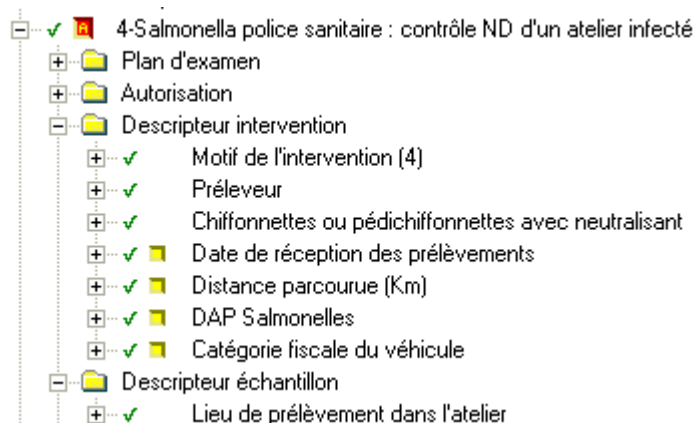 4-Salmonella police sanitaire : contrôle ND d'un atelier infecté
Plan d'examen
Autorisation
Descripteur intervention
Motif de l'intervention (4)
Préleveur
Chiffonnettes ou pédichiffonnettes avec neutralisant
Date de réception des prélèvements
Distance parcourue (Km)
DAP Salmonelles
Catégorie fiscale du véhicule
Descripteur échantillon
Lieu de prélèvement dans l'atelier